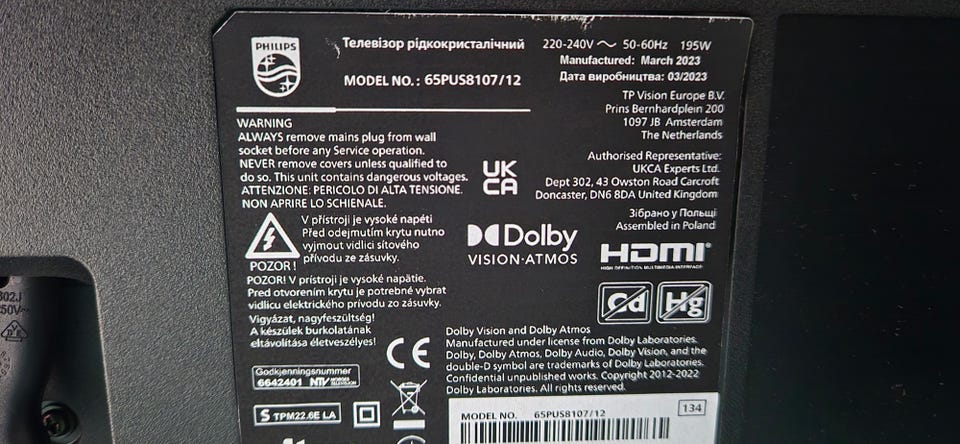 PHILIPS
Телевізор рідкокристалічний
MODEL NO.: 65PUS8107/12
220-240V ~ 50-60Hz 195W
Manufactured: March 2023
Дата виробництва: 03/2023
TP Vision Europe B.V.
Prins Bernhardplein 200
1097 JB Amsterdam
The Netherlands
WARNING
ALWAYS remove mains plug from wall
socket before any Service operation.
NEVER remove covers unless qualified to
do so. This unit contains dangerous voltages.
ATTENZIONE: PERICOLO DI ALTA TENSIONE.
NON APRIRE LO SCHIENALE.
UK
CA
Authorised Representative:
UKCA Experts Ltd.
Dept 302, 43 Owston Road Carcroft
Doncaster, DN6 8DA United Kingdom
Зібрано у Польщі
Assembled in Poland
V přístroji je vysoké napětí
Před odejmutím krytu nutno
vyjmout vidlici síťového
přívodu ze zásuvky.
POZOR!
Dolby
VISION·ATMOS
HDMI
HIGH DEFINITION MULTIMEDIA INTERFACE
POZOR! V prístroji je vysoké napätie.
Pred otvorením krytu je potrebné vybrať
vidlicu elektrického prívodu zo zásuvky.
Vigyázat, nagyfeszültség!
A készülek burkolatának
eltávolítása életveszélyes!
Cd
Hg
Dolby Vision and Dolby Atmos
Manufactured under license from Dolby Laboratories.
Dolby, Dolby Atmos, Dolby Audio, Dolby Vision, and the
double-D symbol are trademarks of Dolby Laboratories.
Confidential unpublished works. Copyright 2012-2022
Dolby Laboratories. All rights reserved.
CE
Godkjenningsnummer
6642401 NTV
S TPM22.6E LA
MODEL NO. 65PUS8107/12
134
302J
250V~